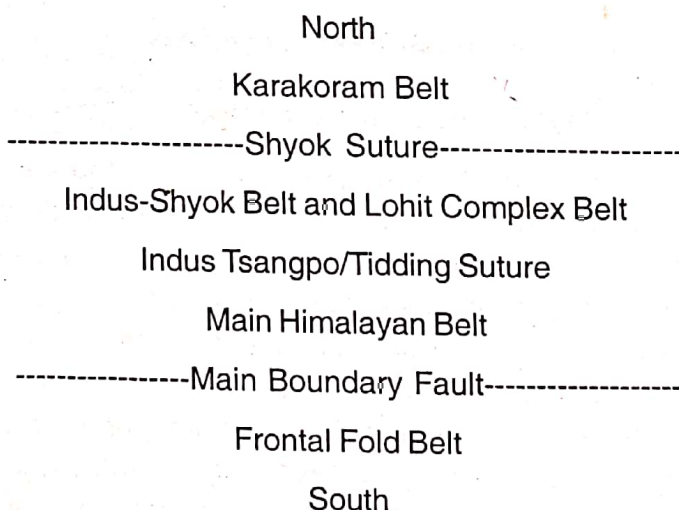 North
Karakoram Belt
-----------------------Shyok Suture------------------------
Indus-Shyok Belt and Lohit Complex Belt
Indus Tsangpo/Tidding Suture
Main Himalayan Belt
-----------------Main Boundary Fault-------------------
Frontal Fold Belt
South